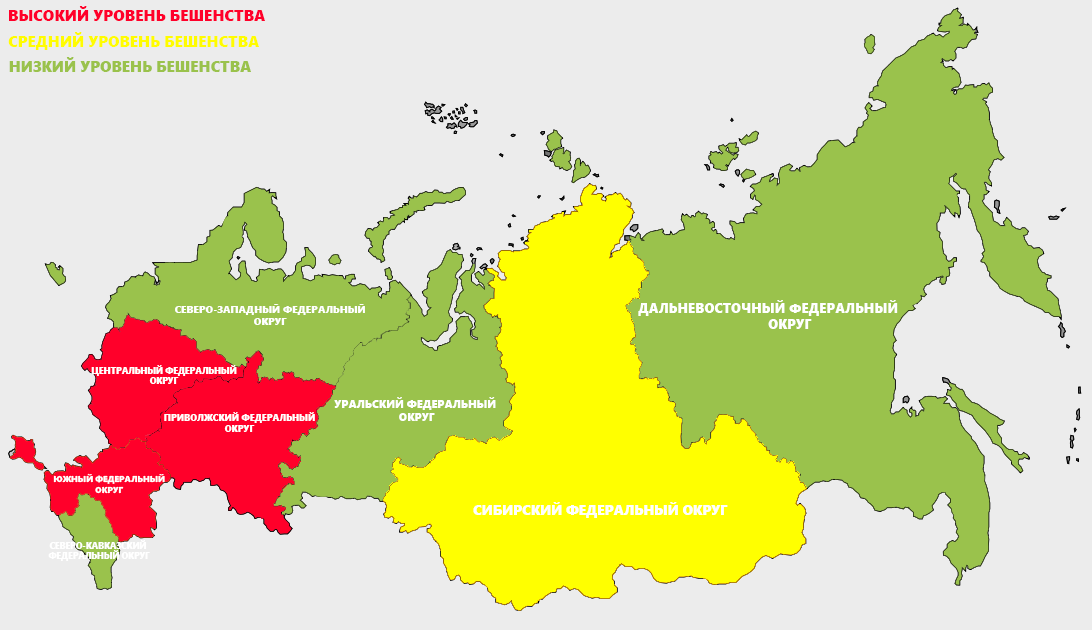 ВЫСОКИЙ УРОВЕНЬ БЕШЕНСТВА
СРЕДНИЙ УРОВЕНЬ БЕШЕНСТВА
НИЗКИЙ УРОВЕНЬ БЕШЕНСТВА
СЕВЕРО-ЗАПАДНЫЙ ФЕДЕРАЛЬНЫЙ
ОКРУГ
ДАЛЬНЕВОСТОЧНЫЙ ФЕДЕРАЛЬНЫЙ
ОКРУГ
ЦЕНТРАЛЬНЫЙ ФЕДЕРАЛЬНЫЙ
ОКРУГ
УРАЛЬСКИЙ ФЕДЕРАЛЬНЫЙ
ОКРУГ
ПРИВОЛЖСКИЙ ФЕДЕРАЛЬНЫЙ
ОКРУГ
ЮЖНЫЙ ФЕДЕРАЛЬНЫЙ
ОКРУГ
СИБИРСКИЙ ФЕДЕРАЛЬНЫЙ ОКРУГ
СЕВЕРО-КАВКАЗСКИЙ
ФЕДЕРАЛЬНЫЙ ОКРУГ